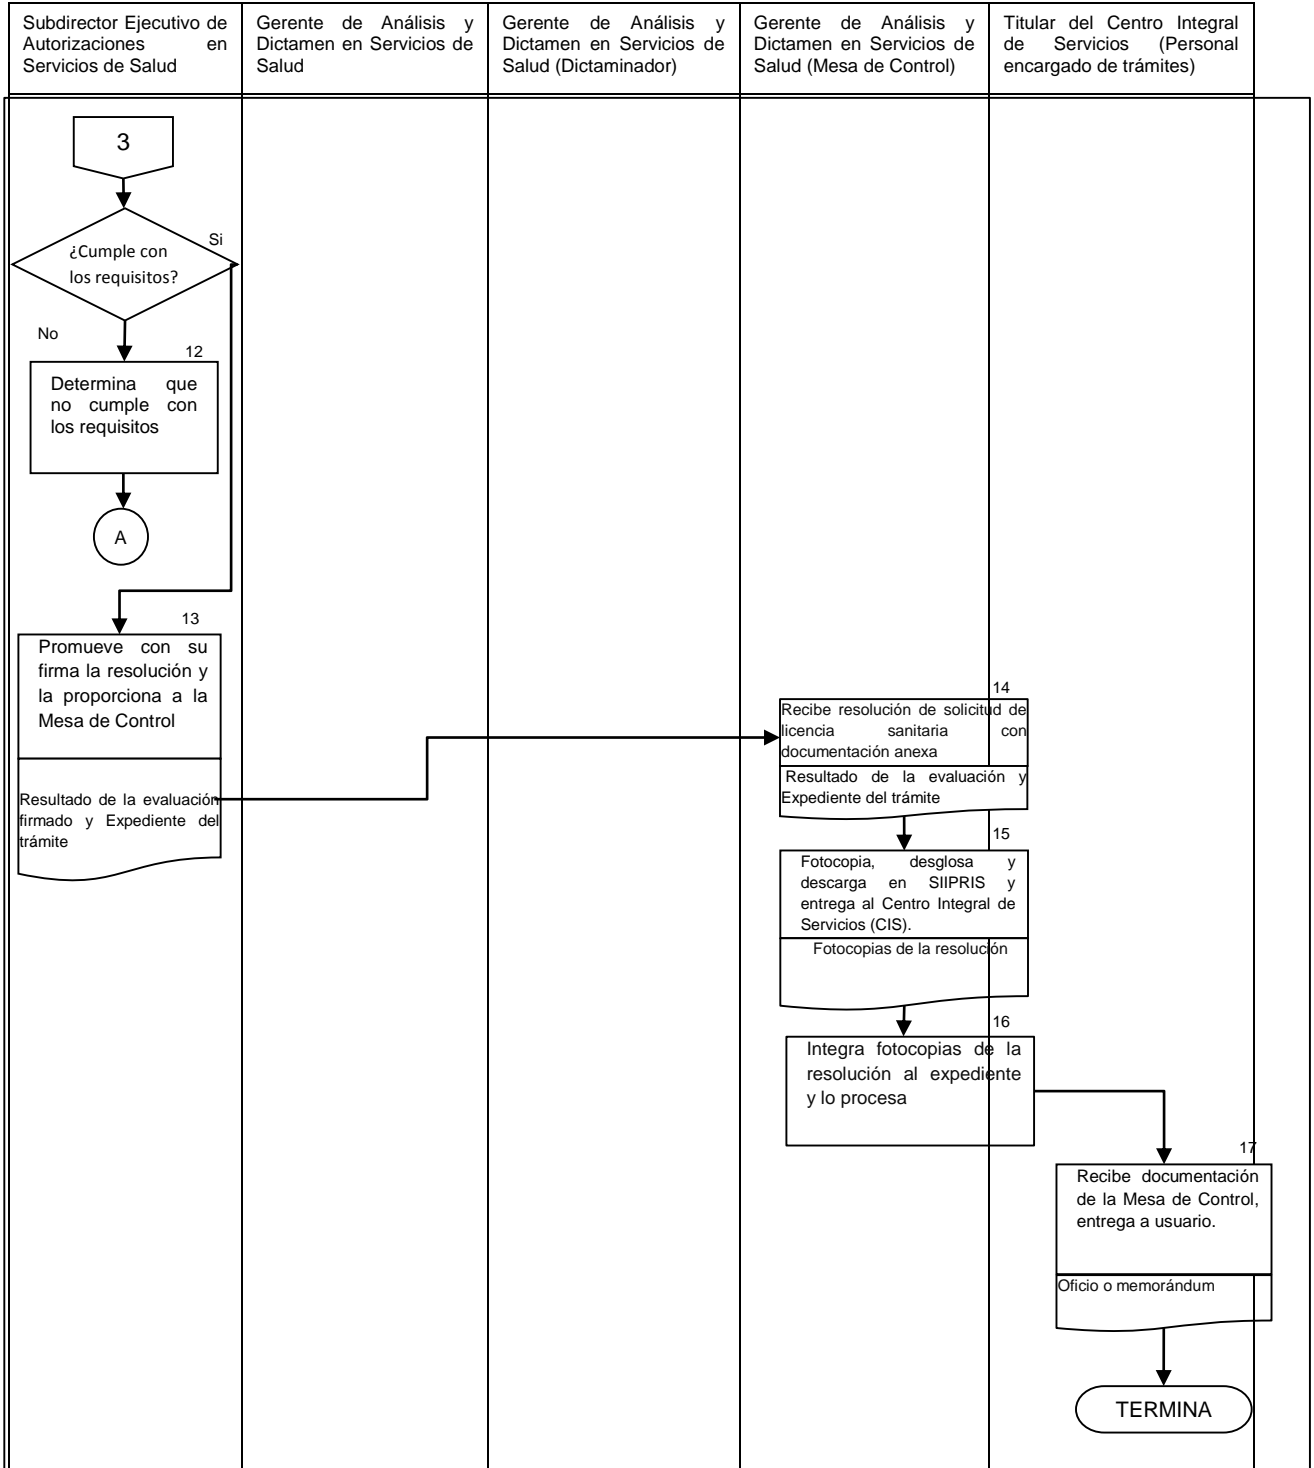 Subdirector Ejecutivo de
Autorizaciones en
Servicios de Salud
Gerente de Análisis y
Dictamen en Servicios de
Salud
Gerente de Análisis y
Dictamen en Servicios de
Salud (Dictaminador)
Gerente de Análisis y
Dictamen en Servicios de
Salud (Mesa de Control)
Titular del Centro Integral
de Servicios (Personal
encargado de trámites)
3
¿Cumple con
los requisitos?
Si
No
12
Determina que
no cumple con
los requisitos
A
13
Promueve con su
firma la resolución y
la proporciona a la
Mesa de Control
Resultado de la evaluación
firmado y Expediente del
trámite
14
Recibe resolución de solicitud de
licencia sanitaria con
documentación anexa
Resultado de la evaluación y
Expediente del trámite
15
Fotocopia, desglosa y
descarga en SIIPRIS y
entrega al Centro Integral de
Servicios (CIS).
Fotocopias de la resolución
16
Integra fotocopias de la
resolución al expediente
y lo procesa
17
Recibe documentación
de la Mesa de Control,
entrega a usuario.
Oficio o memorándum
TERMINA